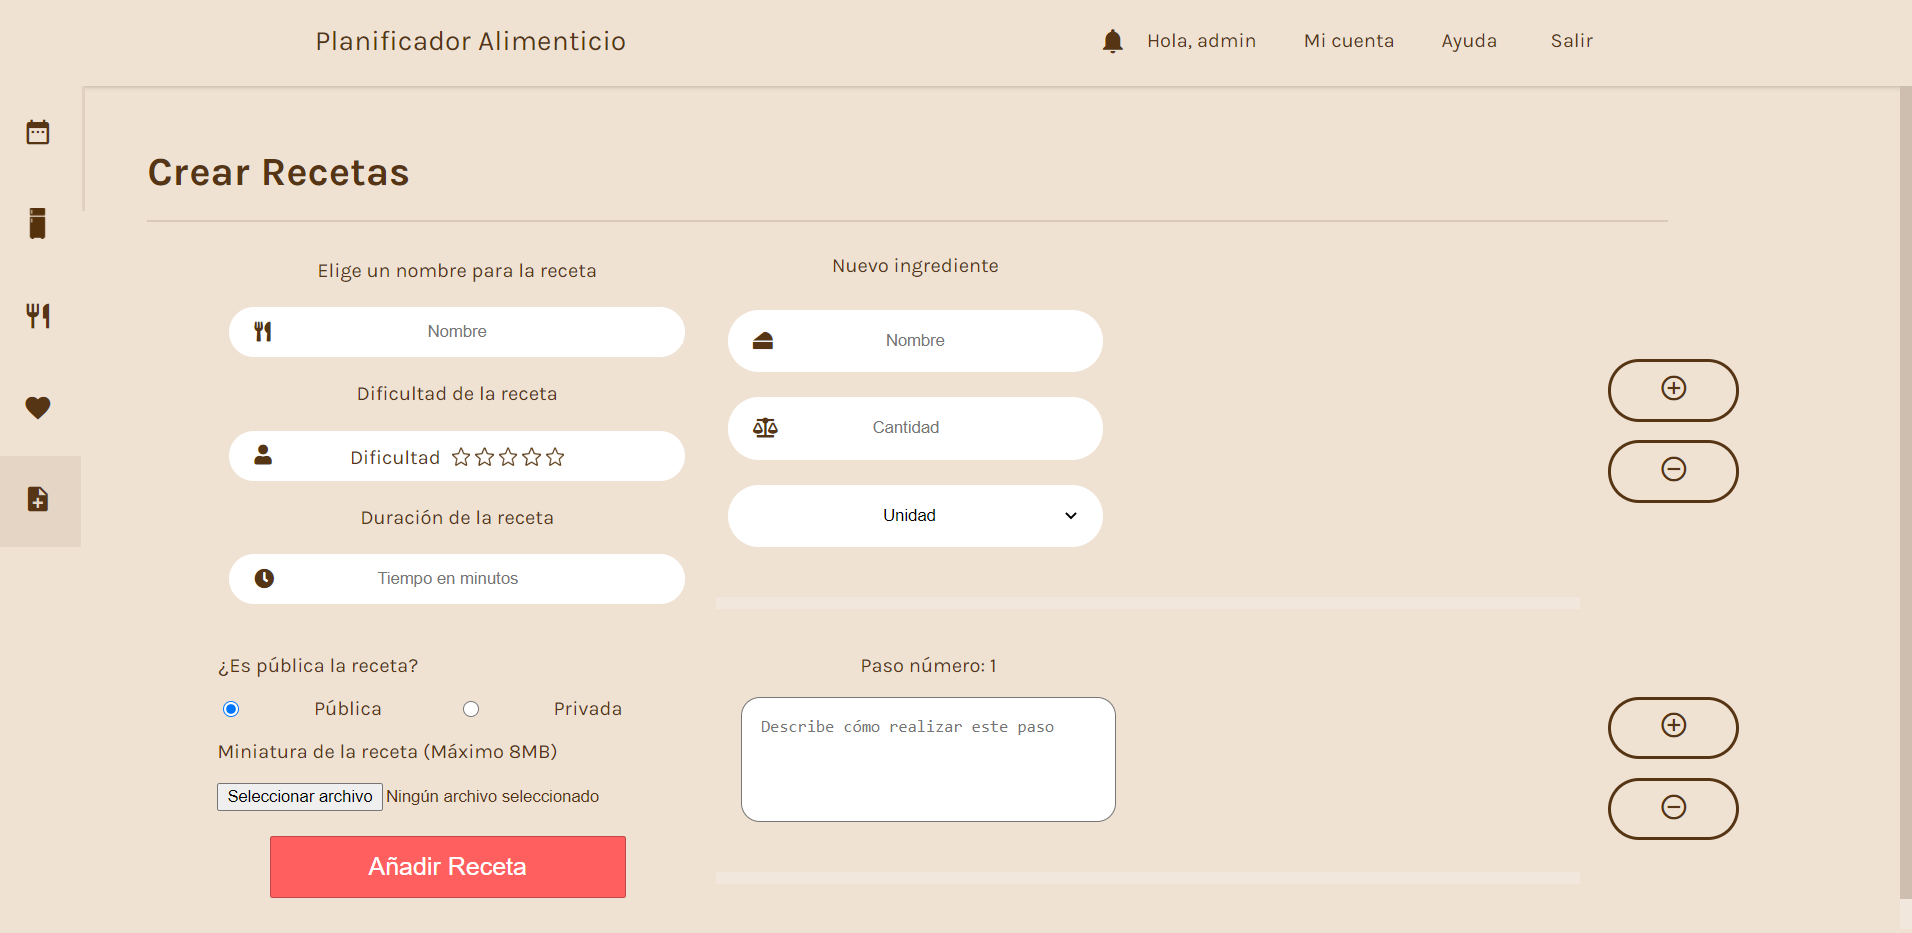 Planificador Alimenticio
Hola, admin
Mi cuenta
Ayuda
Salir
Crear Recetas
Elige un nombre para la receta
Nombre
Dificultad de la receta
Dificultad
Duración de la receta
Tiempo en minutos
¿Es pública la receta?
Pública
Privada
Miniatura de la receta (Máximo 8MB)
Seleccionar archivo Ningún archivo seleccionado
Añadir Receta
Nuevo ingrediente
Nombre
Cantidad
Unidad
Paso número: 1
Describe cómo realizar este paso